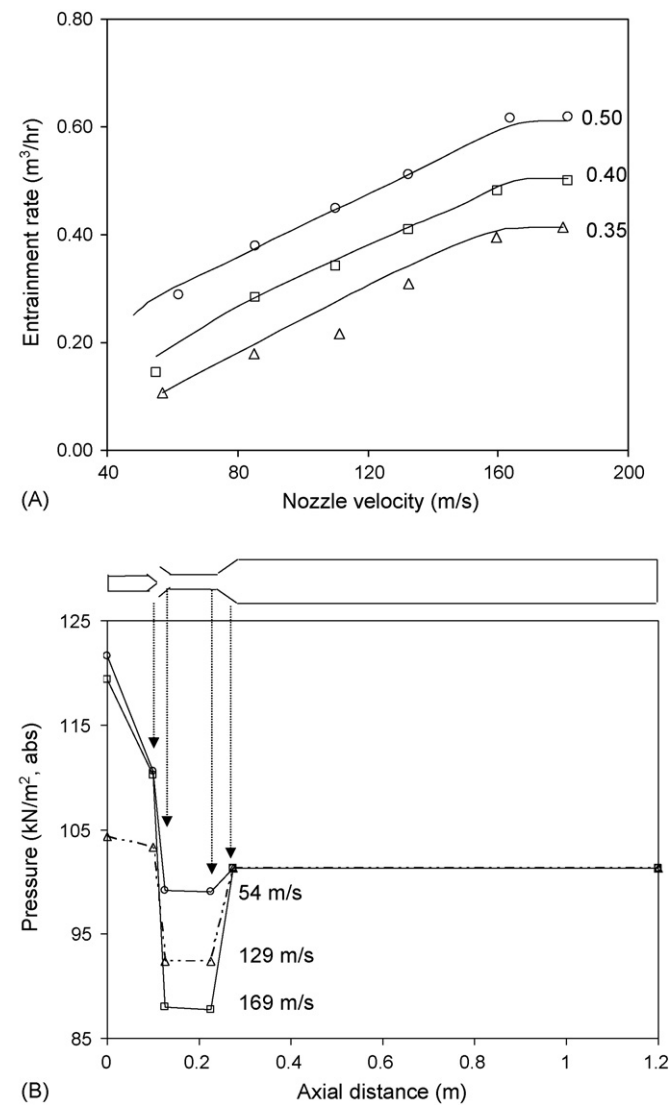 0.80
0.60
0.40
0.20
0.00
Entrainment rate (m³/hr)
0.50
0.40
0.35
40 80 120 160 200
Nozzle velocity (m/s)
(A)
125
115
105
95
85
Pressure (kN/m², abs)
54 m/s
129 m/s
169 m/s
0 0.2 0.4 0.6 0.8 1 1.2
Axial distance (m)
(B)